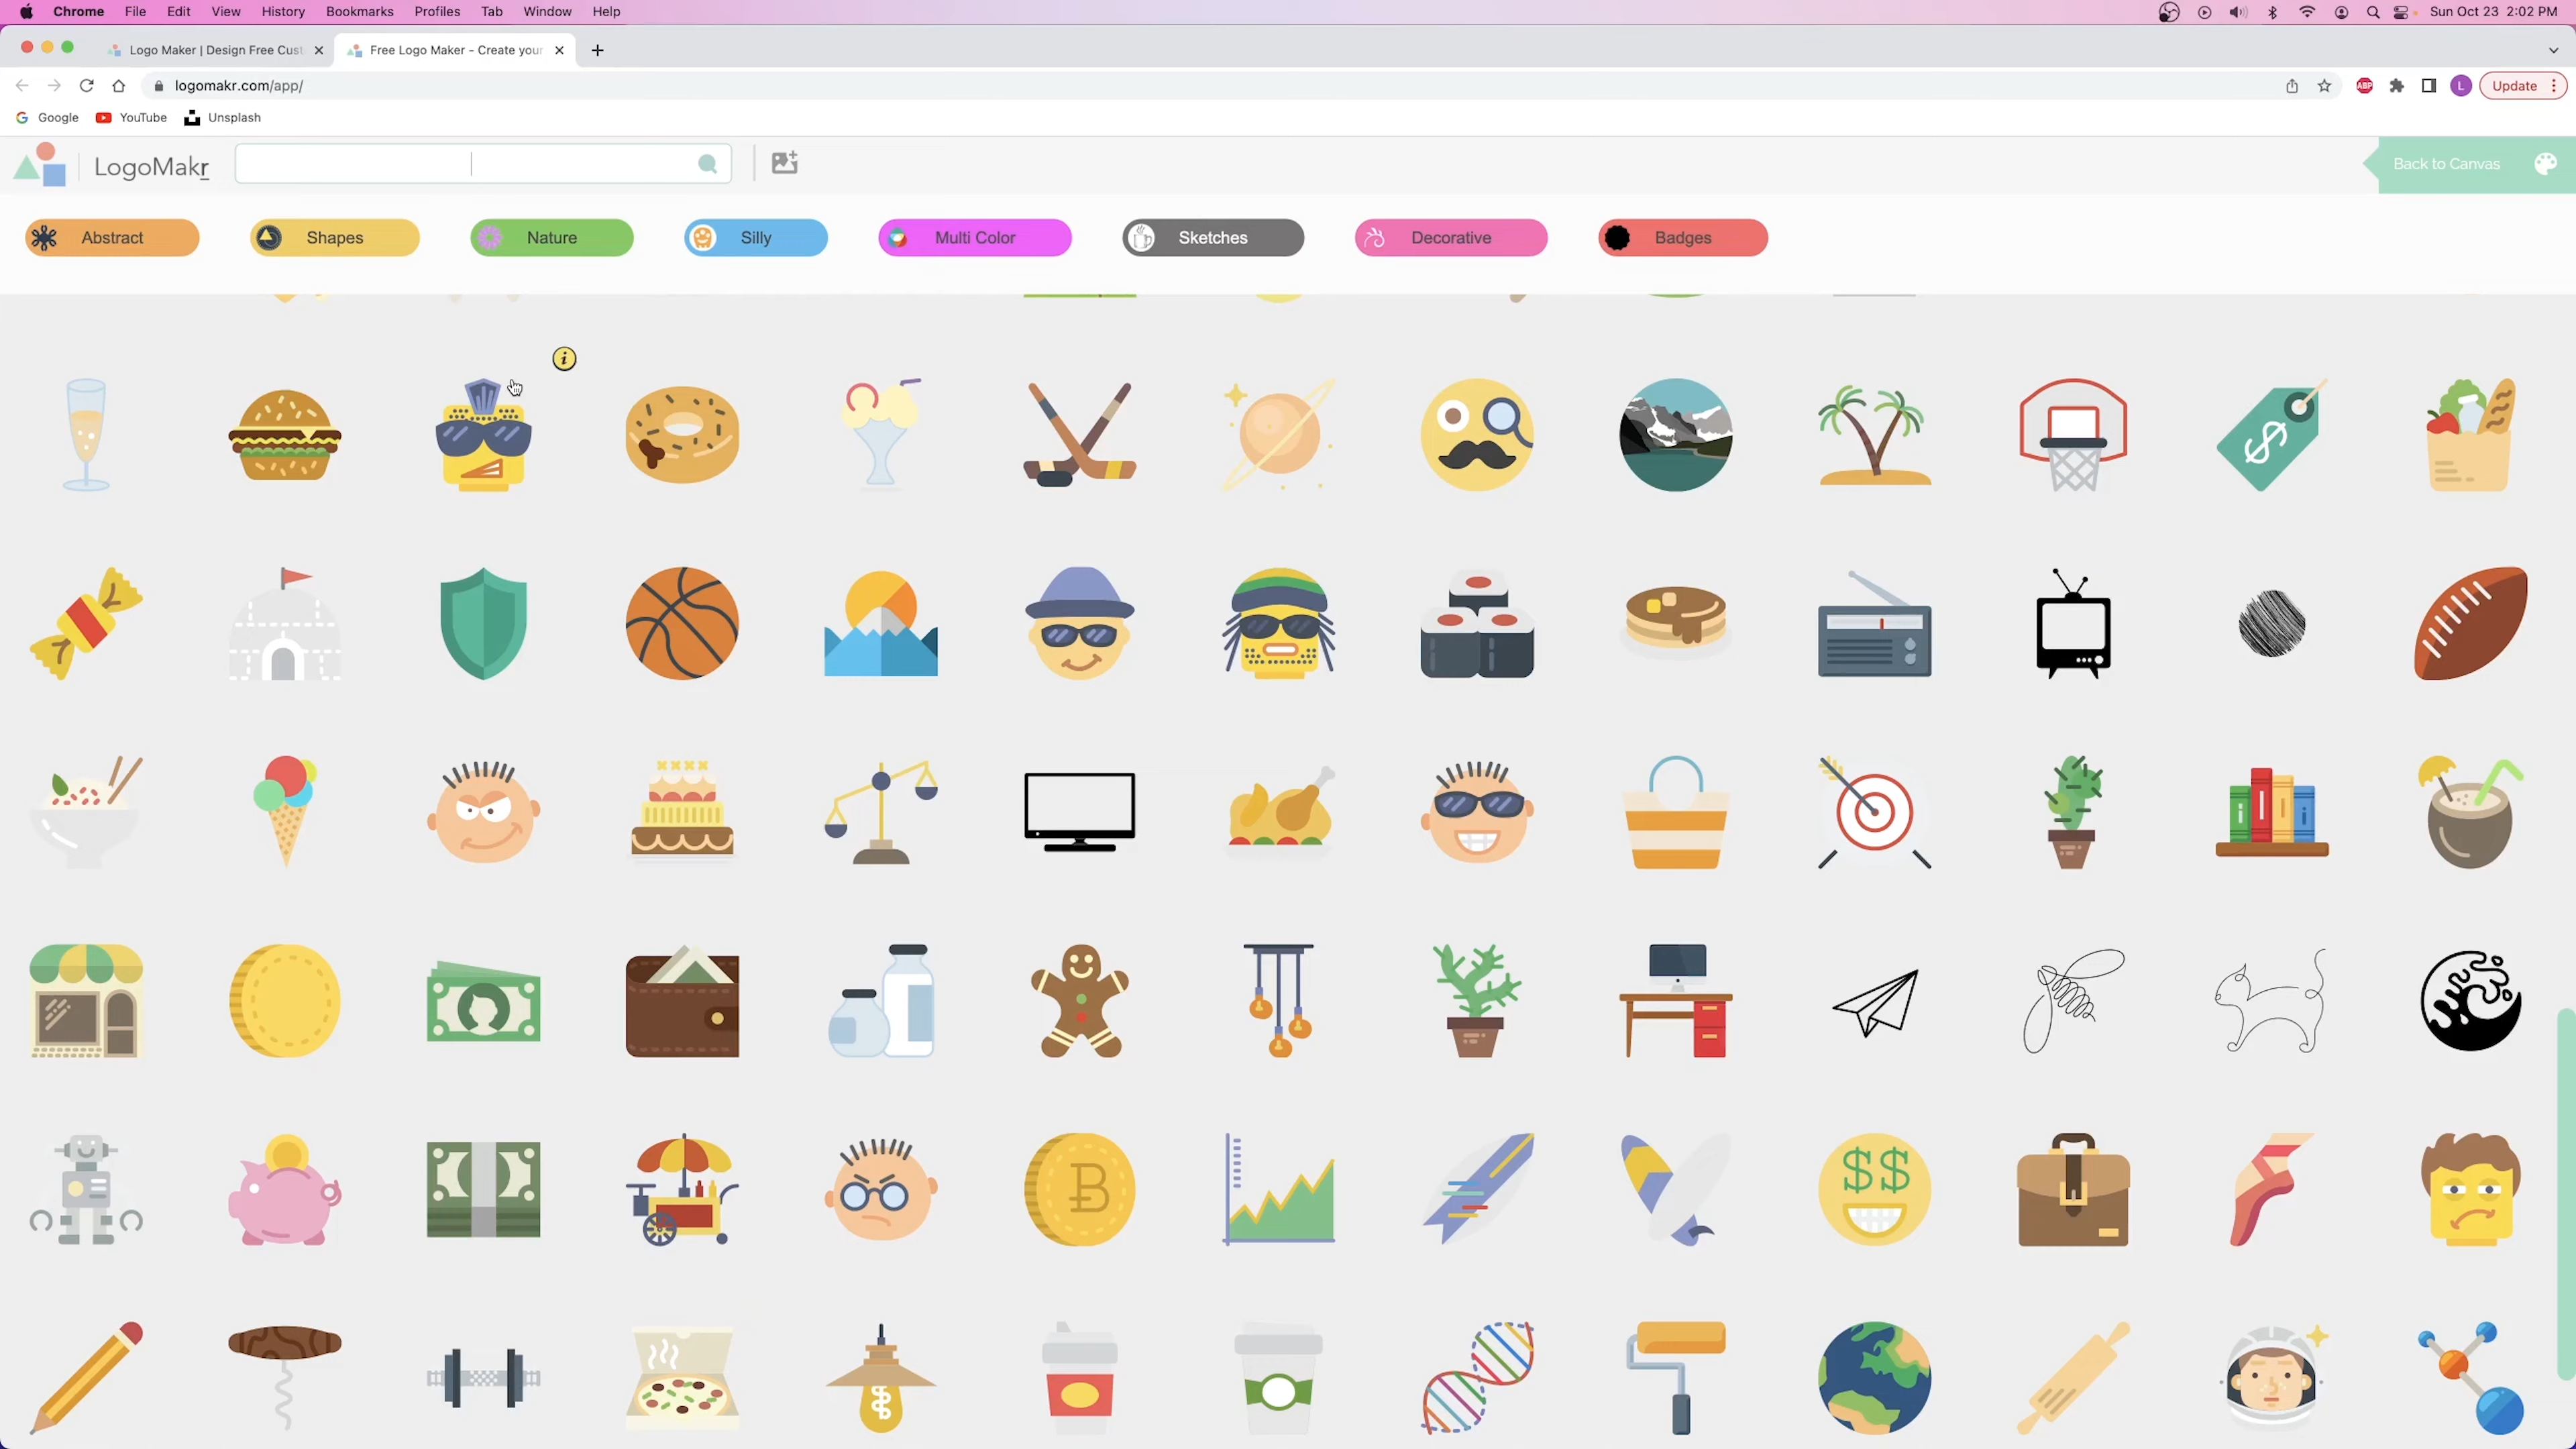 Chrome File Edit View History Bookmarks Profiles Tab Window Help Sun Oct 23 2:02 PM
Logo Maker | Design Free Cust Free Logo Maker - Create your
logomakr.com/app/ ABP L Update
Google YouTube Unsplash
LogoMakr Back to Canvas
Abstract Shapes Nature Silly Multi Color Sketches Decorative Badges
i
$
B $$